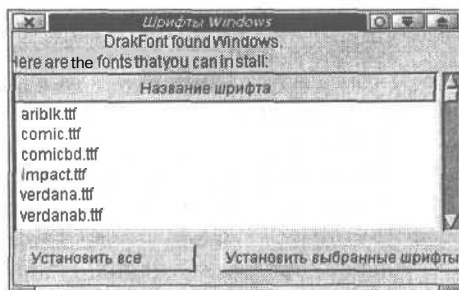 Шрифты Windows
DrakFont found Windows.
Here are the fonts that you can install:
Название шрифта
ariblk.ttf
comic.ttf
comicbd.ttf
impact.ttf
verdana.ttf
verdanab.ttf
Установить все
Установить выбранные шрифты